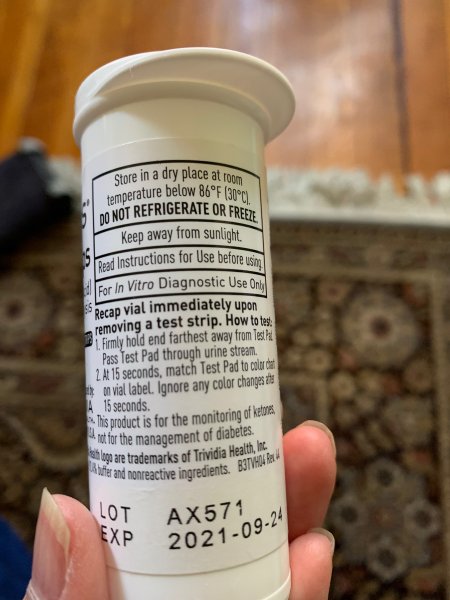 Store in a dry place at room
temperature below 86°F (30°C).
DO NOT REFRIGERATE OR FREEZE.
Keep away from sunlight.
Read Instructions for Use before using.
For In Vitro Diagnostic Use Only
Recap vial immediately upon
removing a test strip. How to test:
1. Firmly hold end farthest away from Test Pad.
Pass Test Pad through urine stream.
2. At 15 seconds, match Test Pad to color chart
on vial label. Ignore any color changes after
15 seconds.
This product is for the monitoring of ketones,
not for the management of diabetes.
Health logo are trademarks of Trividia Health, Inc.
buffer and nonreactive ingredients. B3TVH04 Rev.
LOT AX571
EXP 2021-09-24